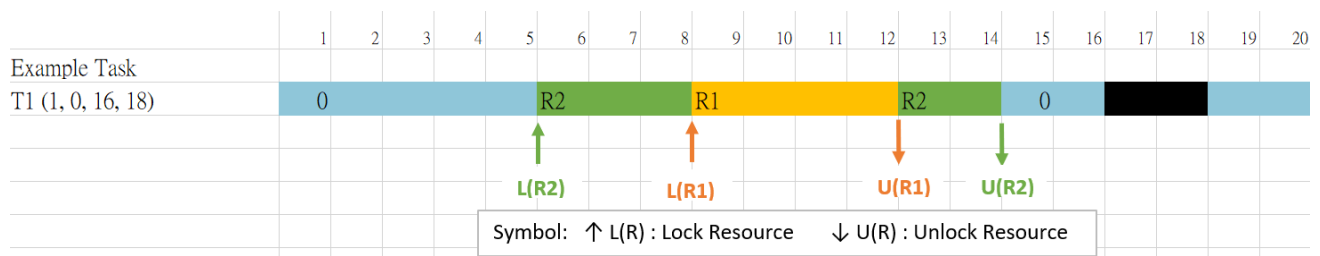 1 2 3 4 5 6 7 8 9 10 11 12 13 14 15 16 17 18 19 20
Example Task
T1 (1, 0, 16, 18) 0 R2 R1 R2 0
L(R2) L(R1) U(R1) U(R2)
Symbol: ↑ L(R) : Lock Resource ↓ U(R) : Unlock Resource